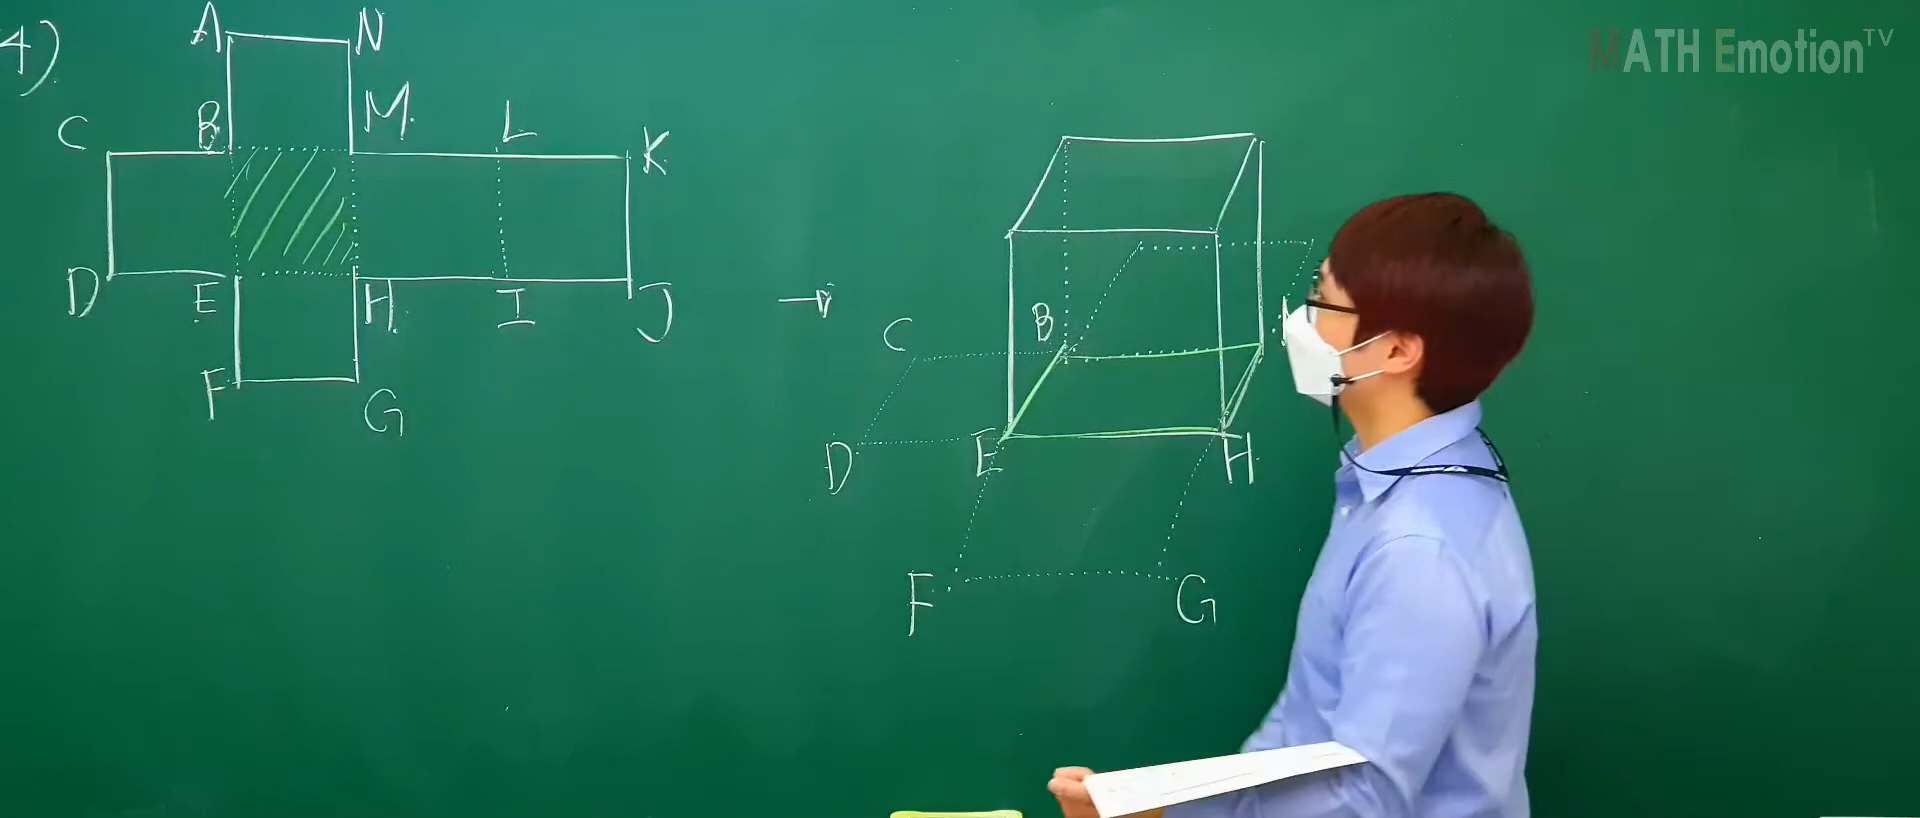 4)
A N
B M
C L K
D E H I J
F G
MATH Emotion TV
C B
D E H
F G